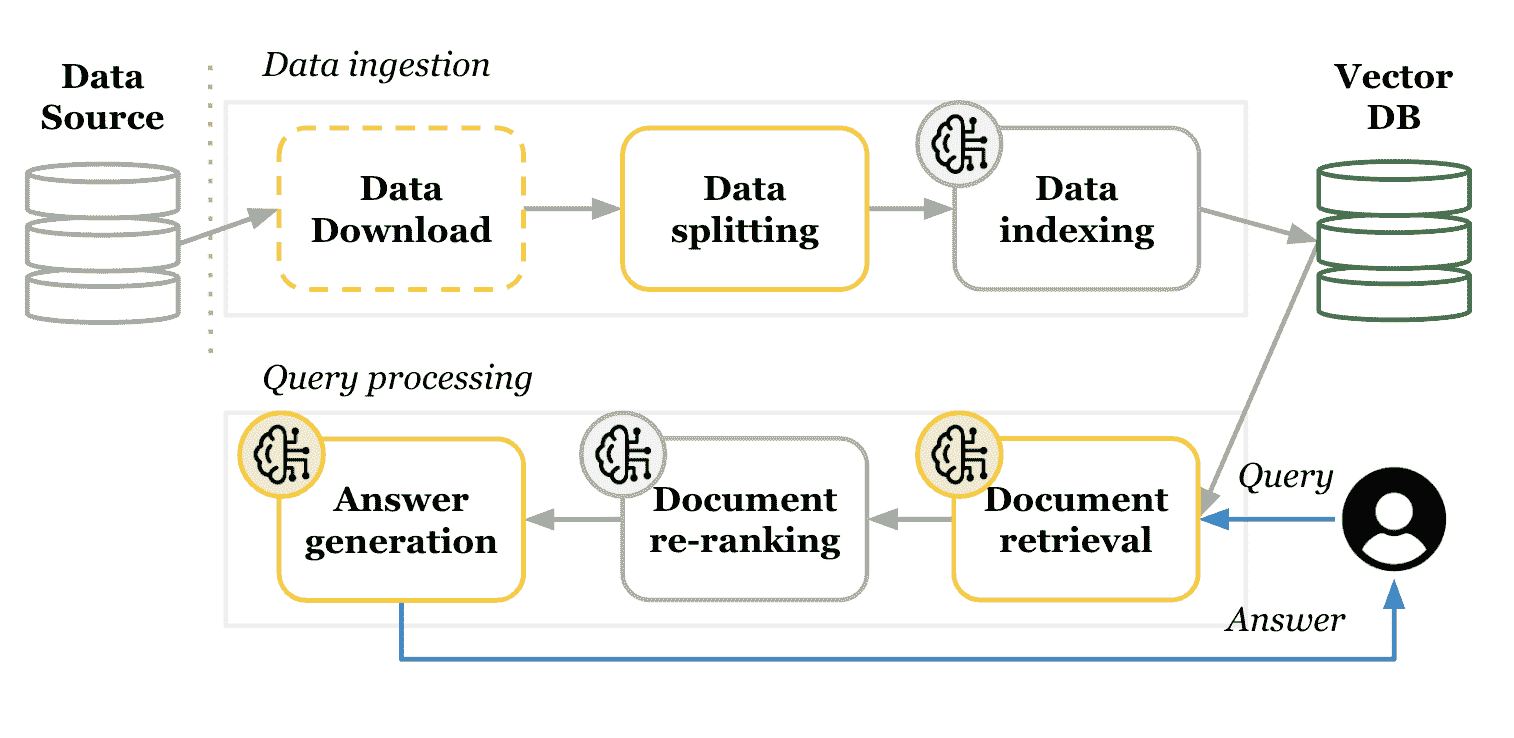 Data ingestion
Data
Source
Vector
DB
Data
Download
Data
splitting
Data
indexing
Query processing
Answer
generation
Document
re-ranking
Document
retrieval
Query
Answer